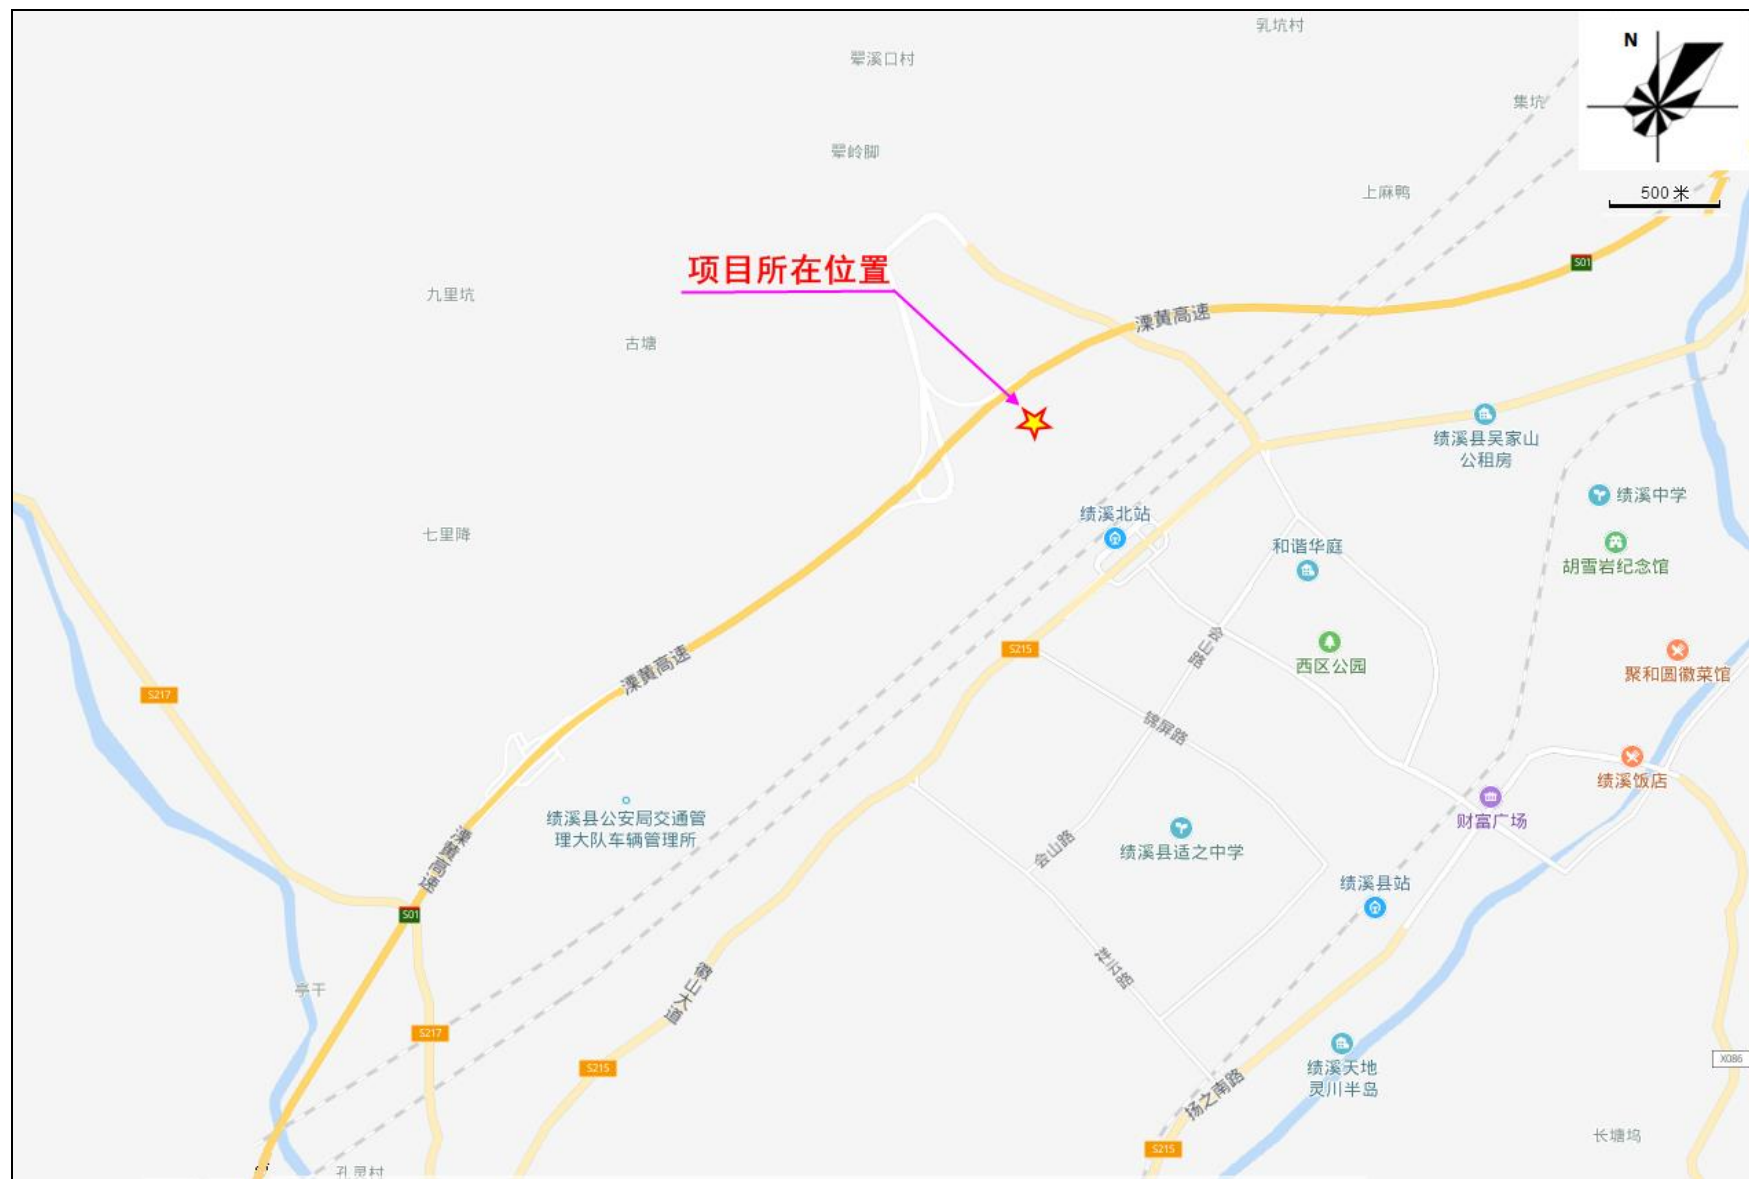 乳坑村
翚溪口村
N
集坑
翚岭脚
上麻鸭
500 米
S01
项目所在位置
九里坑
溧黄高速
古塘
绩溪县吴家山
公租房
绩溪中学
绩溪北站
七里降
和谐华庭
胡雪岩纪念馆
会山路
S215
西区公园
聚和圆徽菜馆
溧黄高速
S217
锦屏路
绩溪饭店
绩溪县公安局交通管
理大队车辆管理所
财富广场
溧黄高速
会山路
绩溪县适之中学
绩溪县站
S01
亭干
徽山大道
S217
X086
S215
绩溪天地
灵川半岛
扬之南路
长塘坞
S215
孔灵村